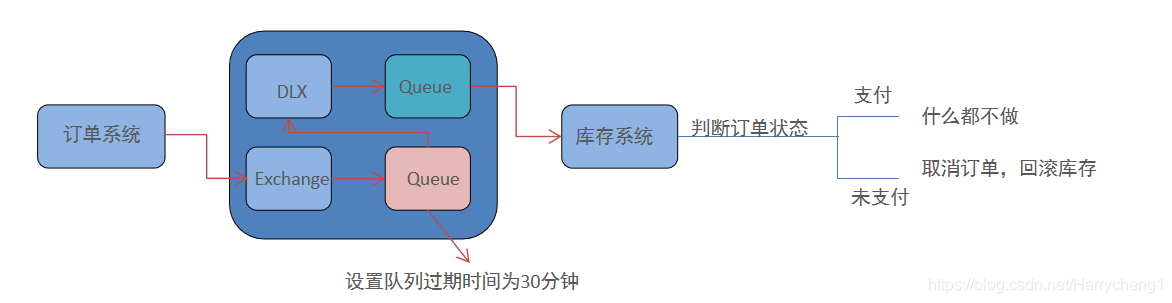 订单系统
DLX
Queue
Exchange
Queue
设置队列过期时间为30分钟
库存系统
判断订单状态
支付
什么都不做
取消订单，回滚库存
未支付
https://blog.csdn.net/Harrycheng1